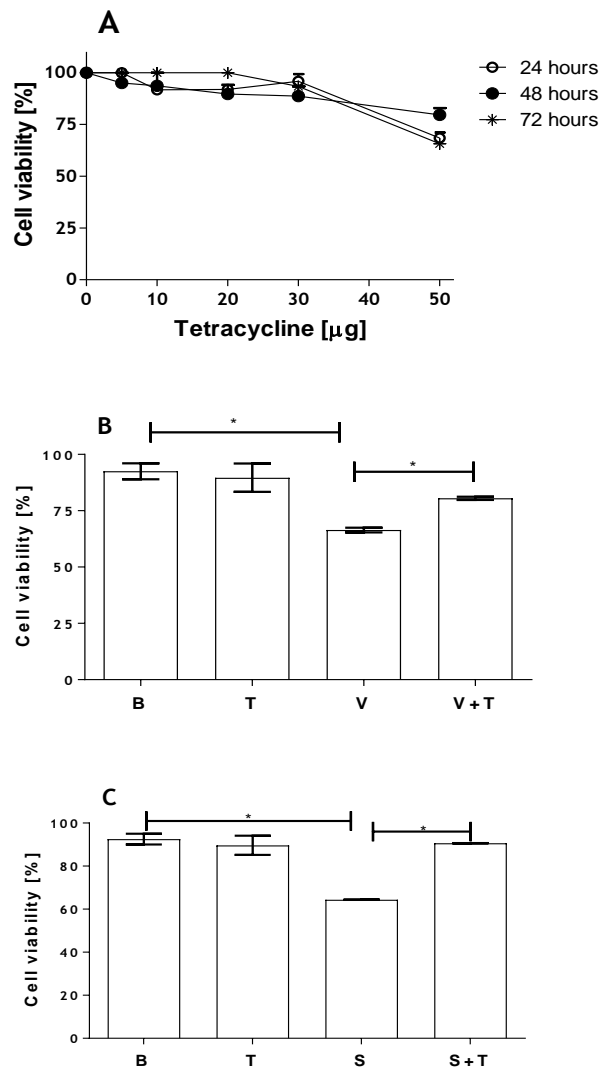 A
Cell viability [%]
100
75
50
25
0
0 10 20 30 40 50
Tetracycline [µg]
24 hours
48 hours
72 hours
B
Cell viability [%]
*
*
100
75
50
25
0
B T V V + T
C
Cell viability [%]
*
*
100
80
60
40
20
0
B T S S + T